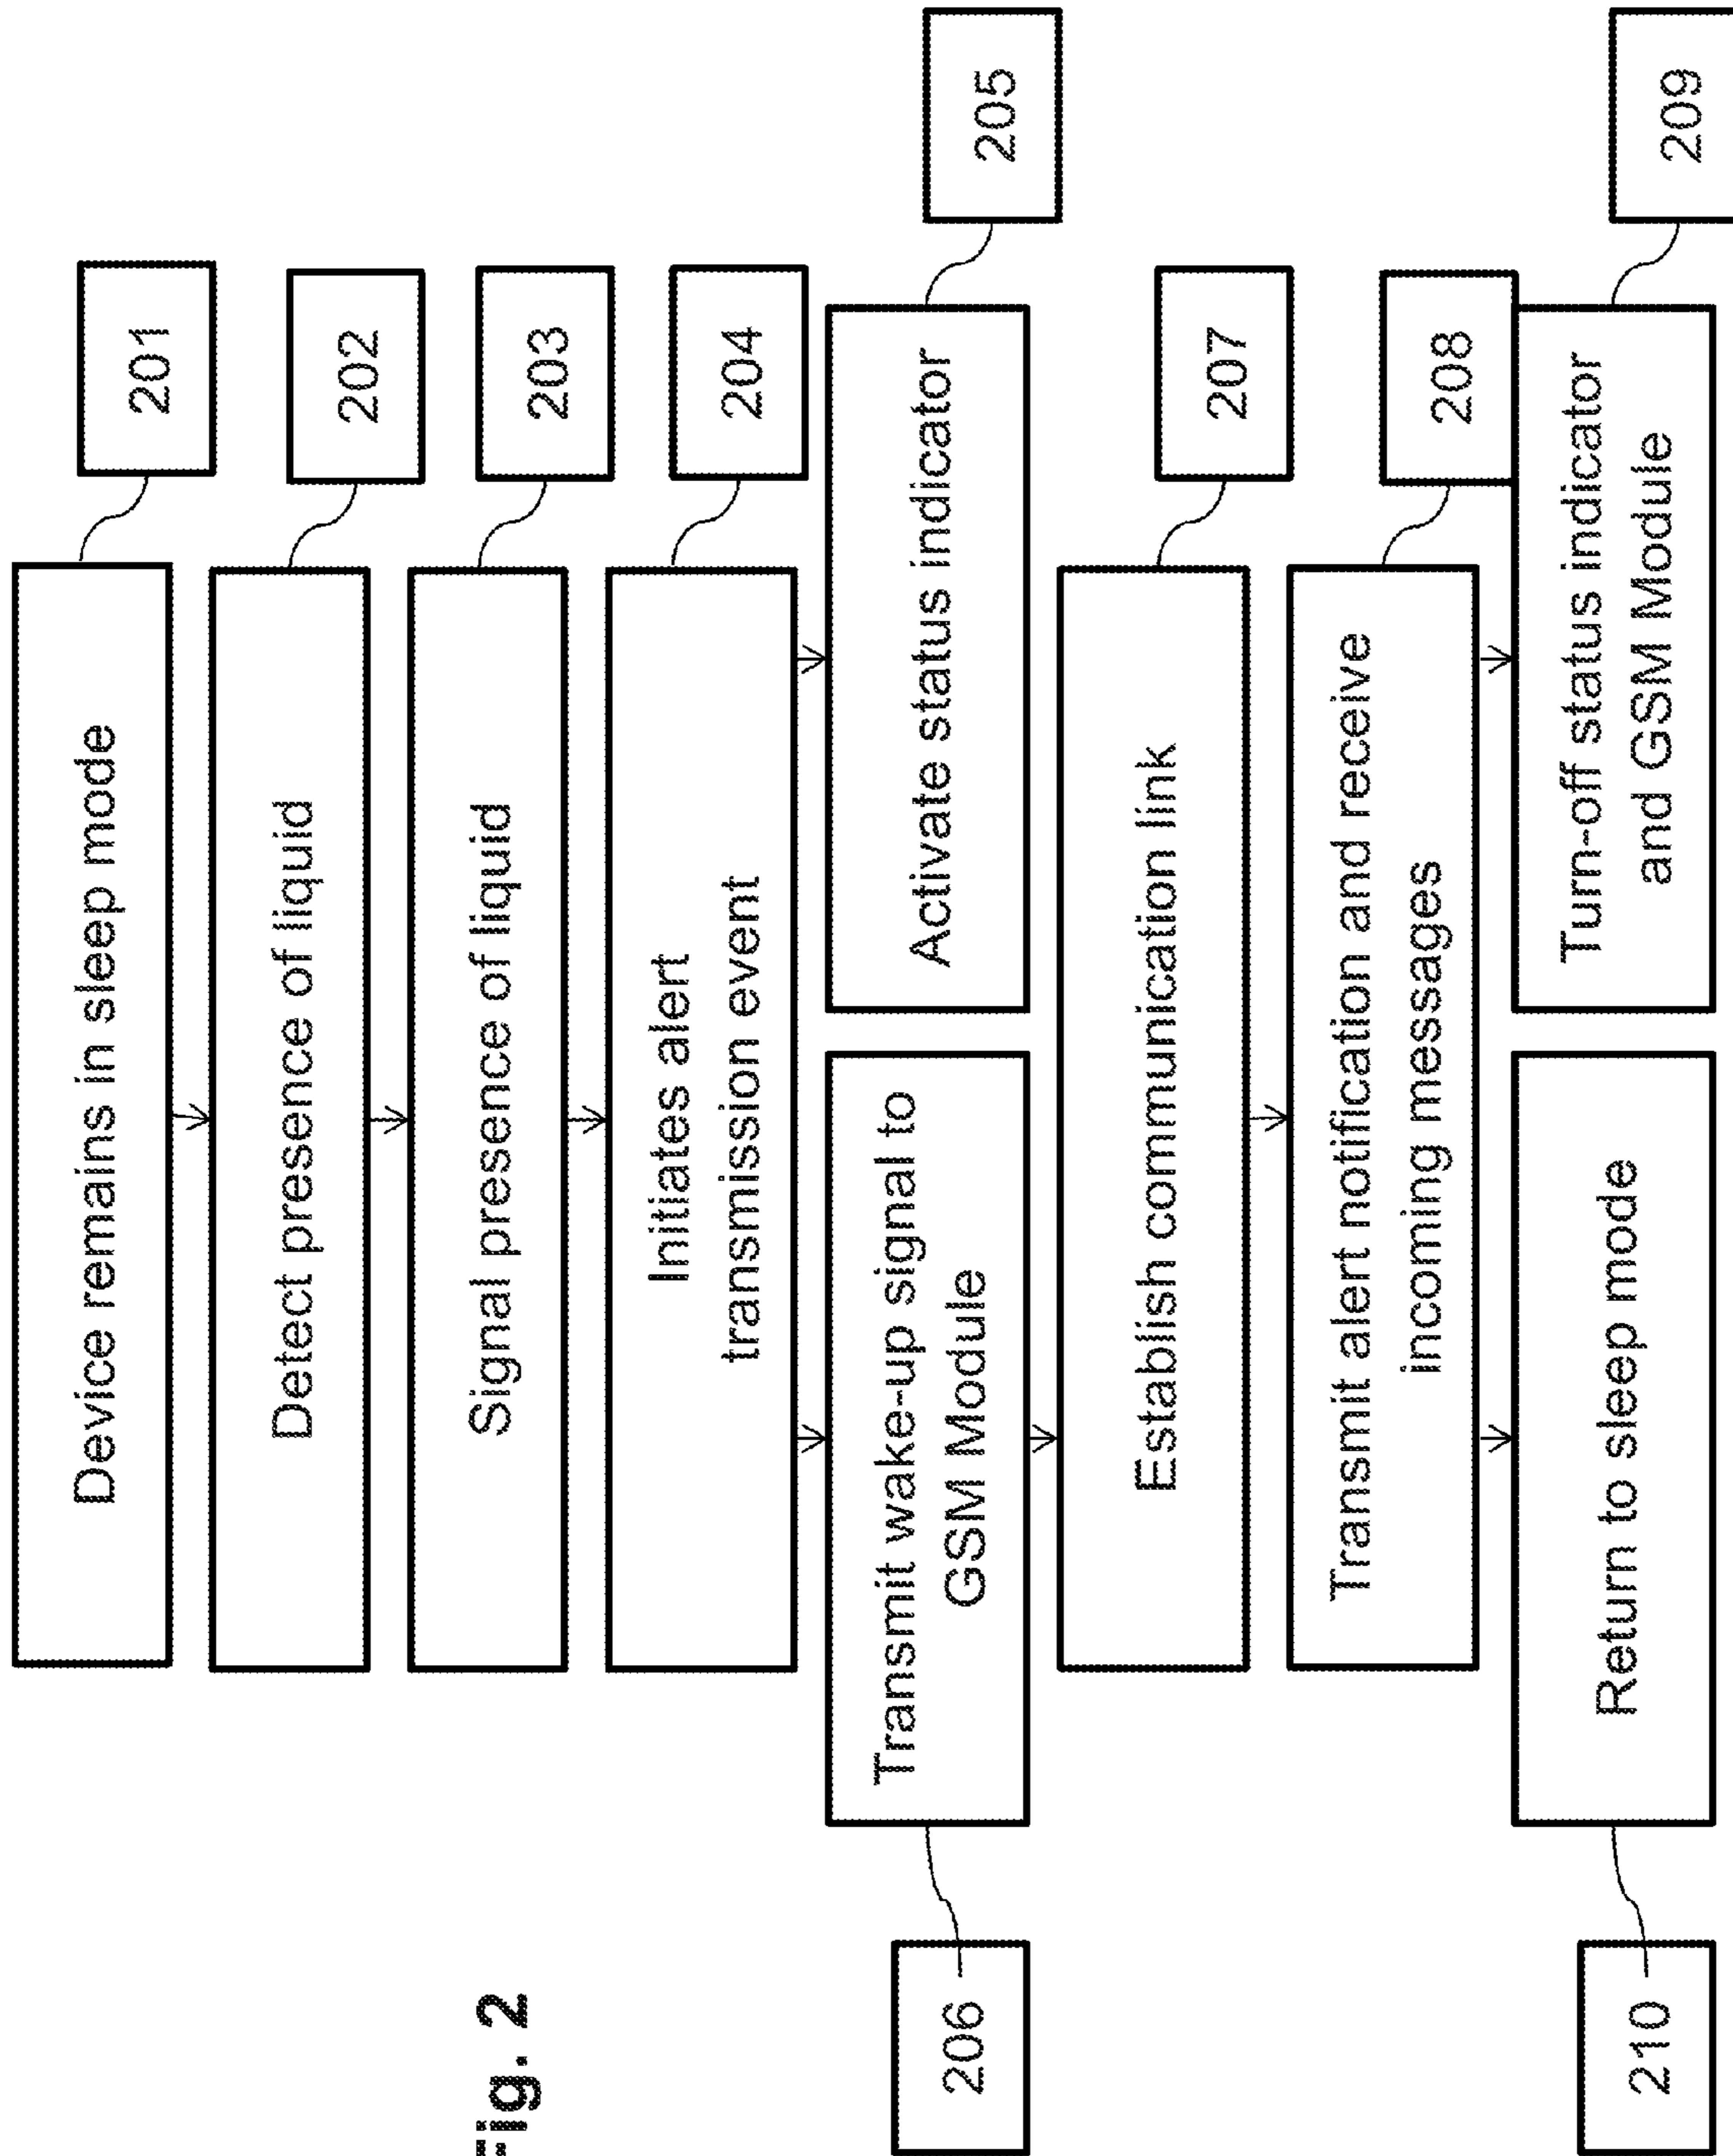 Fig. 2
Device remains in sleep mode
201
Detect presence of liquid
202
Signal presence of liquid
203
Initiates alert
transmission event
204
206
Transmit wake-up signal to
GSM Module
Activate status indicator
205
Establish communication link
207
Transmit alert notification and receive
incoming messages
208
210
Return to sleep mode
Turn-off status indicator
and GSM Module
209